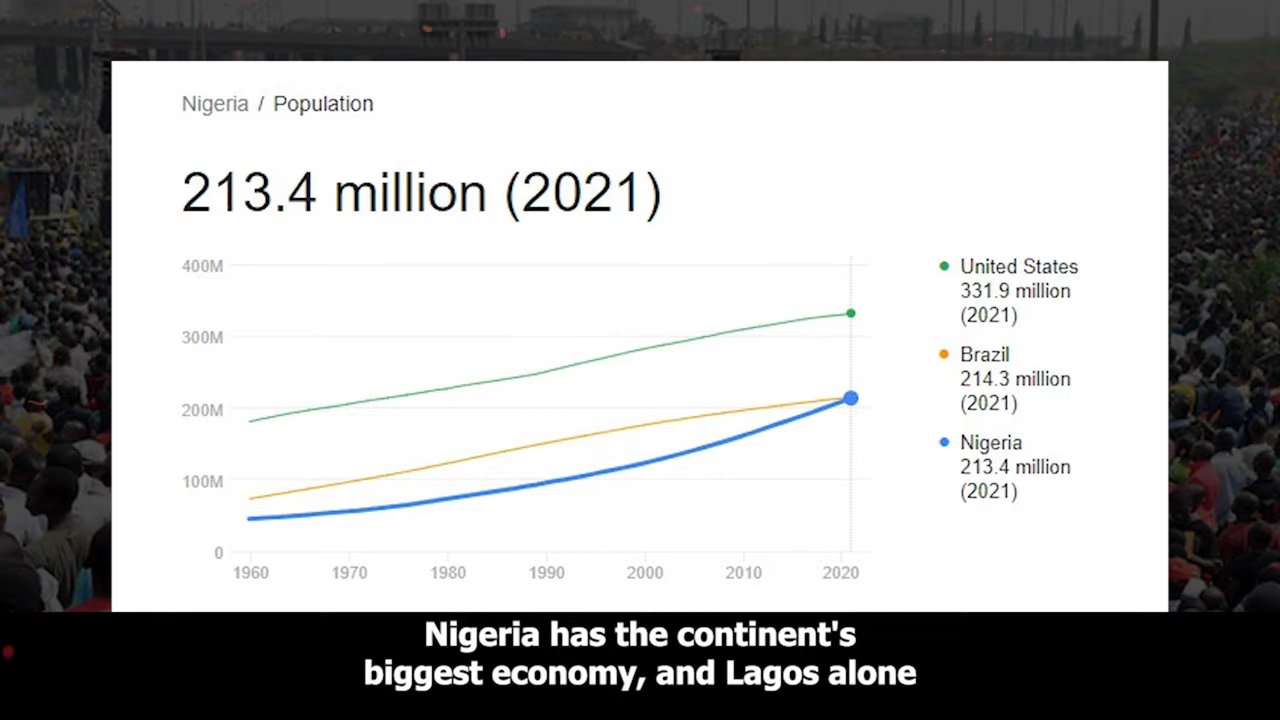 Nigeria / Population
213.4 million (2021)
400M
300M
200M
100M
0
1960 1970 1980 1990 2000 2010 2020
United States
331.9 million
(2021)
Brazil
214.3 million
(2021)
Nigeria
213.4 million
(2021)
Nigeria has the continent's
biggest economy, and Lagos alone